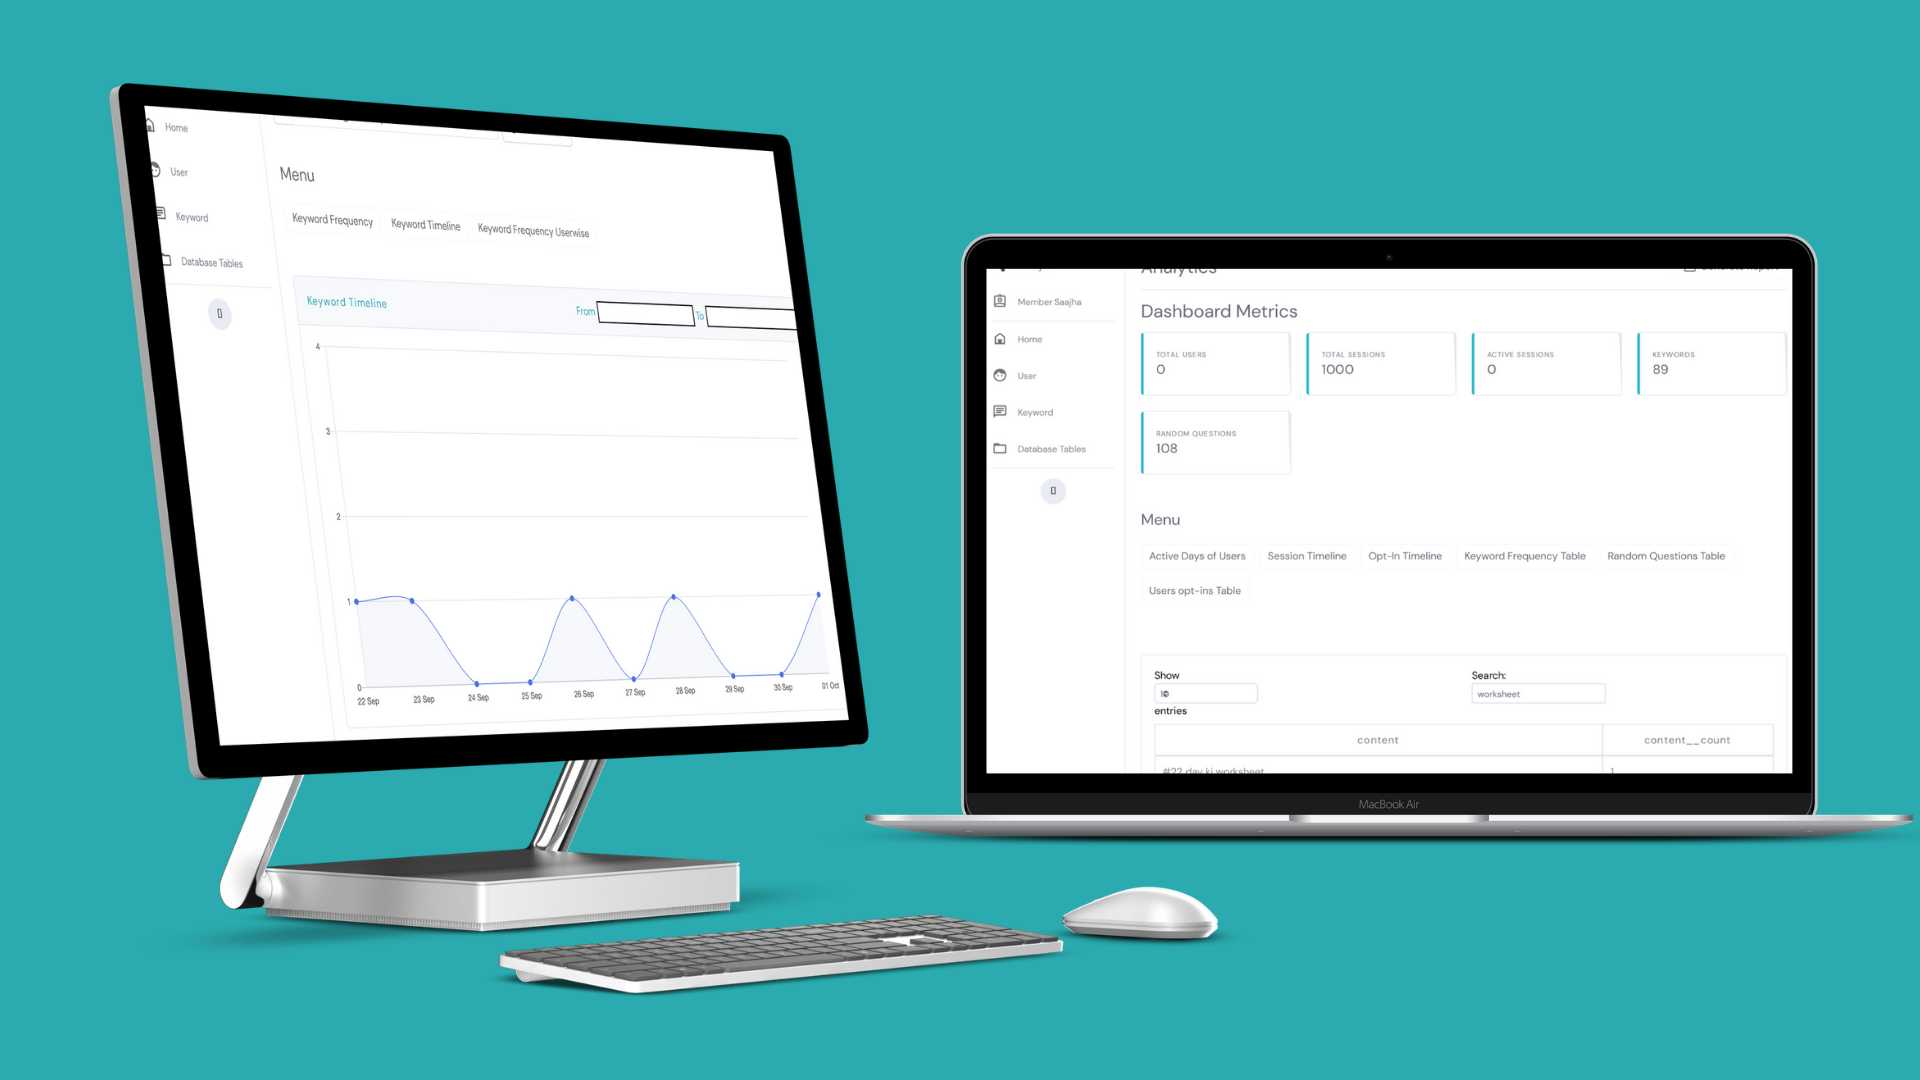 Home
User
Keyword
Database Tables
Menu
Keyword Frequency
Keyword Timeline
Keyword Frequency Userwise
Keyword Timeline
From
To
4
3
2
1
0
22 Sep
23 Sep
24 Sep
25 Sep
26 Sep
27 Sep
28 Sep
29 Sep
30 Sep
01 Oct
Analytics
Member Saajha
Home
User
Keyword
Database Tables
Dashboard Metrics
TOTAL USERS
0
TOTAL SESSIONS
1000
ACTIVE SESSIONS
0
KEYWORDS
89
RANDOM QUESTIONS
108
Menu
Active Days of Users
Session Timeline
Opt-In Timeline
Keyword Frequency Table
Random Questions Table
Users opt-ins Table
Show
10
entries
Search:
worksheet
content
content__count
#22 day ki worksheet
1
MacBook Air